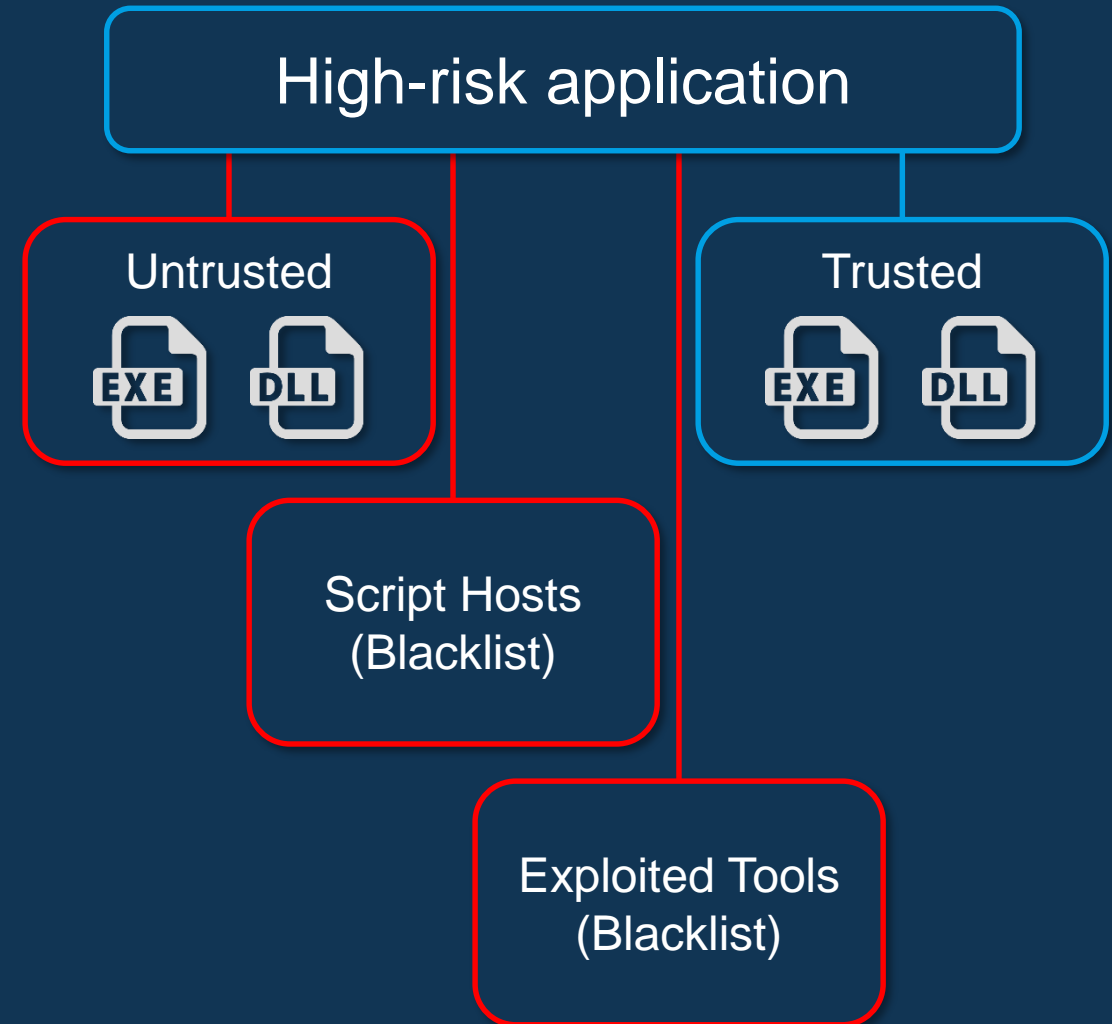 High-risk application
Untrusted
EXE
DLL
Trusted
EXE
DLL
Script Hosts
(Blacklist)
Exploited Tools
(Blacklist)